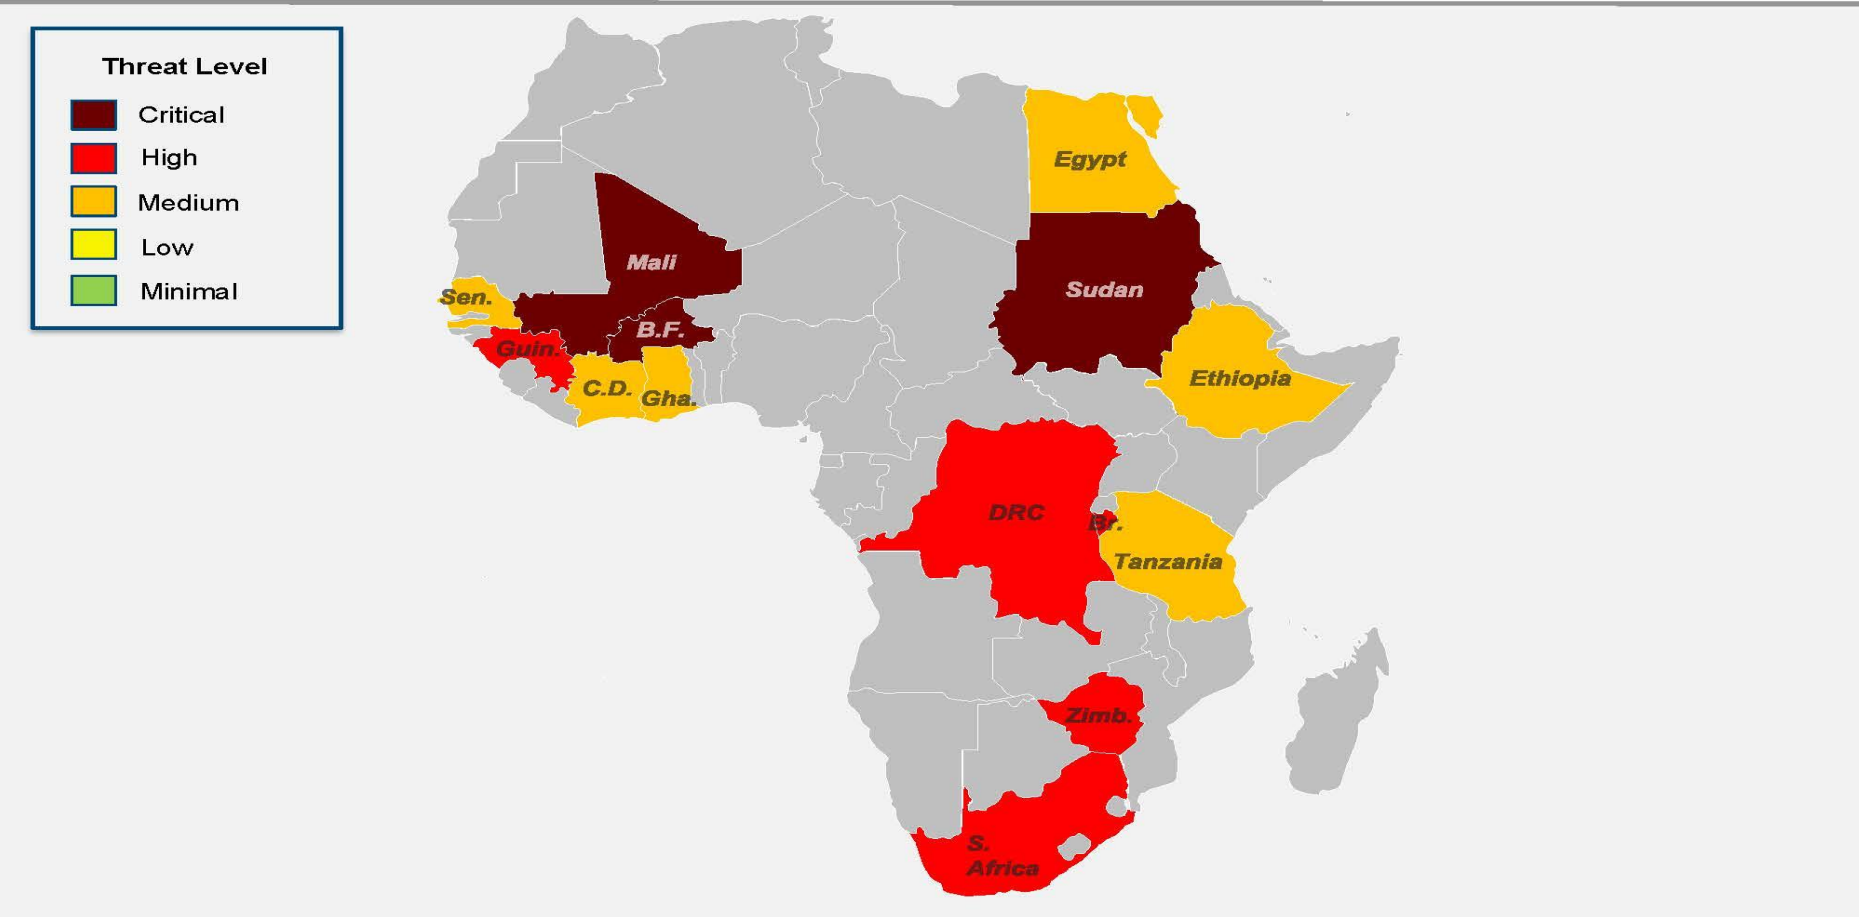 Threat Level
Critical
High
Medium
Low
Minimal
Egypt
Mali
Sudan
Sen.
B.F.
Guin.
C.D.
Gha.
Ethiopia
DRC
Br.
Tanzania
Zimb.
S.
Africa